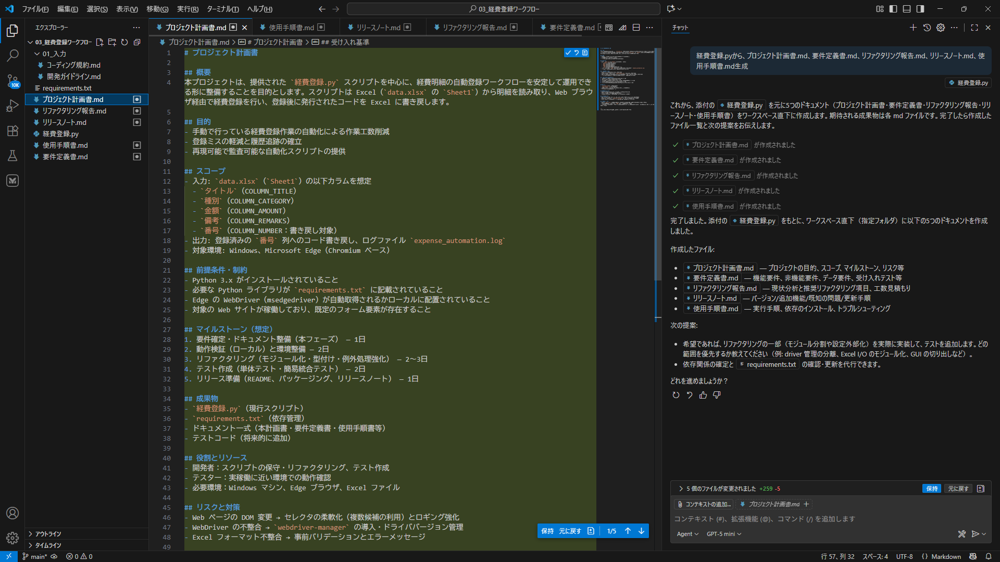 ファイル(F) 編集(E) 選択(S) 表示(V) 移動(G) 実行(R) ターミナル(T) ヘルプ(H)
03_経費登録ワークフロー
エクスプローラー
03_経費登録ワークフロー
01_入力
コーディング規約.md
開発ガイドライン.md
requirements.txt
プロジェクト計画書.md
リファクタリング報告.md
リリースノート.md
経費登録.py
使用手順書.md
要件定義書.md
10K
アウトライン
タイムライン
プロジェクト計画書.md
使用手順書.md
リリースノート.md
リファクタリング報告.md
要件定義書.md
プロジェクト計画書.md > # プロジェクト計画書 > ## 受け入れ基準
1 # プロジェクト計画書
2
3 ## 概要
4 本プロジェクトは、提供された `経費登録.py` スクリプトを中心に、経費明細の自動登録ワークフローを安定して運用でき
る形に整備することを目的とします。スクリプトは Excel（`data.xlsx` の `Sheet1`）から明細を読み取り、Web ブラウ
ザ経由で経費登録を行い、登録後に発行されたコードを Excel に書き戻します。
5
6 ## 目的
7 - 手動で行っている経費登録作業の自動化による作業工数削減
8 - 登録ミスの軽減と履歴追跡の確立
9 - 再現可能で監査可能な自動化スクリプトの提供
10
11 ## スコープ
12 - 入力: `data.xlsx`（`Sheet1`）の以下カラムを想定
13 - `タイトル`（COLUMN_TITLE）
14 - `種別`（COLUMN_CATEGORY）
15 - `金額`（COLUMN_AMOUNT）
16 - `備考`（COLUMN_REMARKS）
17 - `番号`（COLUMN_NUMBER：書き戻し対象）
18 - 出力: 登録済みの `番号` 列へのコード書き戻し、ログファイル `expense_automation.log`
19 - 対象環境: Windows、Microsoft Edge（Chromium ベース）
20
21 ## 前提条件・制約
22 - Python 3.x がインストールされていること
23 - 必要な Python ライブラリが `requirements.txt` に記載されていること
24 - Edge の WebDriver（msedgedriver）が自動取得されるかローカルに配置されていること
25 - 対象の Web サイトが稼働しており、既定のフォーム要素が存在すること
26
27 ## マイルストーン（想定）
28 1. 要件確定・ドキュメント整備（本フェーズ） — 1日
29 2. 動作検証（ローカル）と環境整備 — 2日
30 3. リファクタリング（モジュール化・型付け・例外処理強化） — 2〜3日
31 4. テスト作成（単体テスト・簡易統合テスト） — 2日
32 5. リリース準備（README、パッケージング、リリースノート） — 1日
33
34 ## 成果物
35 - `経費登録.py`（現行スクリプト）
36 - `requirements.txt`（依存管理）
37 - ドキュメント一式（本計画書・要件定義書・使用手順書等）
38 - テストコード（将来的に追加）
39
40 ## 役割とリソース
41 - 開発者：スクリプトの保守・リファクタリング、テスト作成
42 - テスター：実稼働に近い環境での動作確認
43 - 必要環境：Windows マシン、Edge ブラウザ、Excel ファイル
44
45 ## リスクと対策
46 - Web ページの DOM 変更 → セレクタの柔軟化（複数候補の利用）とロギング強化
47 - WebDriver の不整合 → `webdriver-manager` の導入・ドライババージョン管理
48 - Excel フォーマット不整合 → 事前バリデーションとエラーメッセージ
49
保持 元に戻す 1/5
チャット
経費登録.pyから、プロジェクト計画書.md、要件定義書.md、リファクタリング報告.md、リリースノート.md、使
用手順書.md生成
経費登録.py
これから、添付の 経費登録.py を元に5つのドキュメント（プロジェクト計画書・要件定義書・リファクタリング報告・リリ
ースノート・使用手順書）をワークスペース直下に作成します。期待される成果物は各 md ファイルです。完了したら作成した
ファイル一覧と次の提案をお伝えします。
プロジェクト計画書.md が作成されました
要件定義書.md が作成されました
リファクタリング報告.md が作成されました
リリースノート.md が作成されました
使用手順書.md が作成されました
完了しました。添付の 経費登録.py をもとに、ワークスペース直下（指定フォルダ）に以下の5つのドキュメントを作成
しました。
作成したファイル:
• プロジェクト計画書.md — プロジェクトの目的、スコープ、マイルストーン、リスク等
• 要件定義書.md — 機能要件、非機能要件、データ要件、受け入れテスト等
• リファクタリング報告.md — 現状分析と推奨リファクタリング項目、工数見積もり
• リリースノート.md — バージョン/追加機能/既知の問題/更新手順
• 使用手順書.md — 実行手順、依存のインストール、トラブルシューティング
次の提案:
• 希望であれば、リファクタリングの一部（モジュール分割や設定外部化）を実際に実装して、テストを追加します。どの
範囲を優先するか教えてください（例: driver 管理の分離、Excel I/O のモジュール化、GUI の切り出しなど）。
• 依存関係の確定と requirements.txt の確認・更新を代行できます。
どれを進めましょうか？
5 個のファイルが変更されました +259 -5
保持 元に戻す
コンテキストの追加... プロジェクト計画書.md
コンテキスト (#)、拡張機能 (@)、コマンド (/) を追加します
Agent GPT-5 mini
main* 0 0
行 57、列 32 スペース: 4 UTF-8 {} Markdown